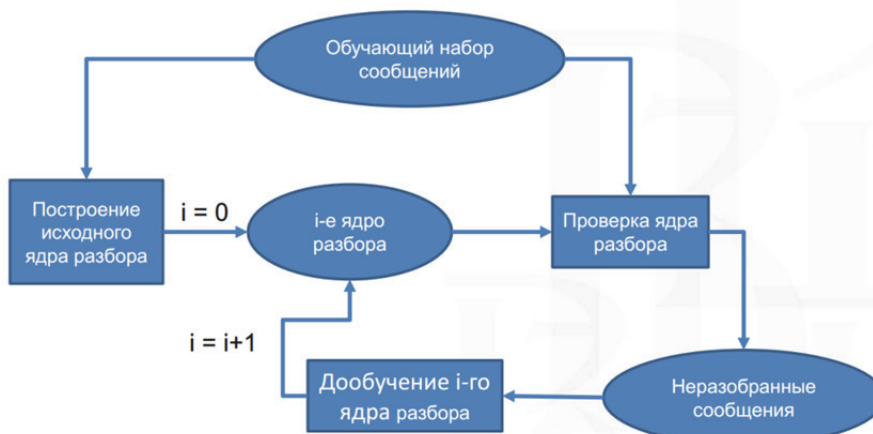 Обучающий набор
сообщений
Построение
исходного
ядра разбора
i = 0
i-е ядро
разбора
Проверка ядра
разбора
i = i+1
Дообучение i-го
ядра разбора
Неразобранные
сообщения